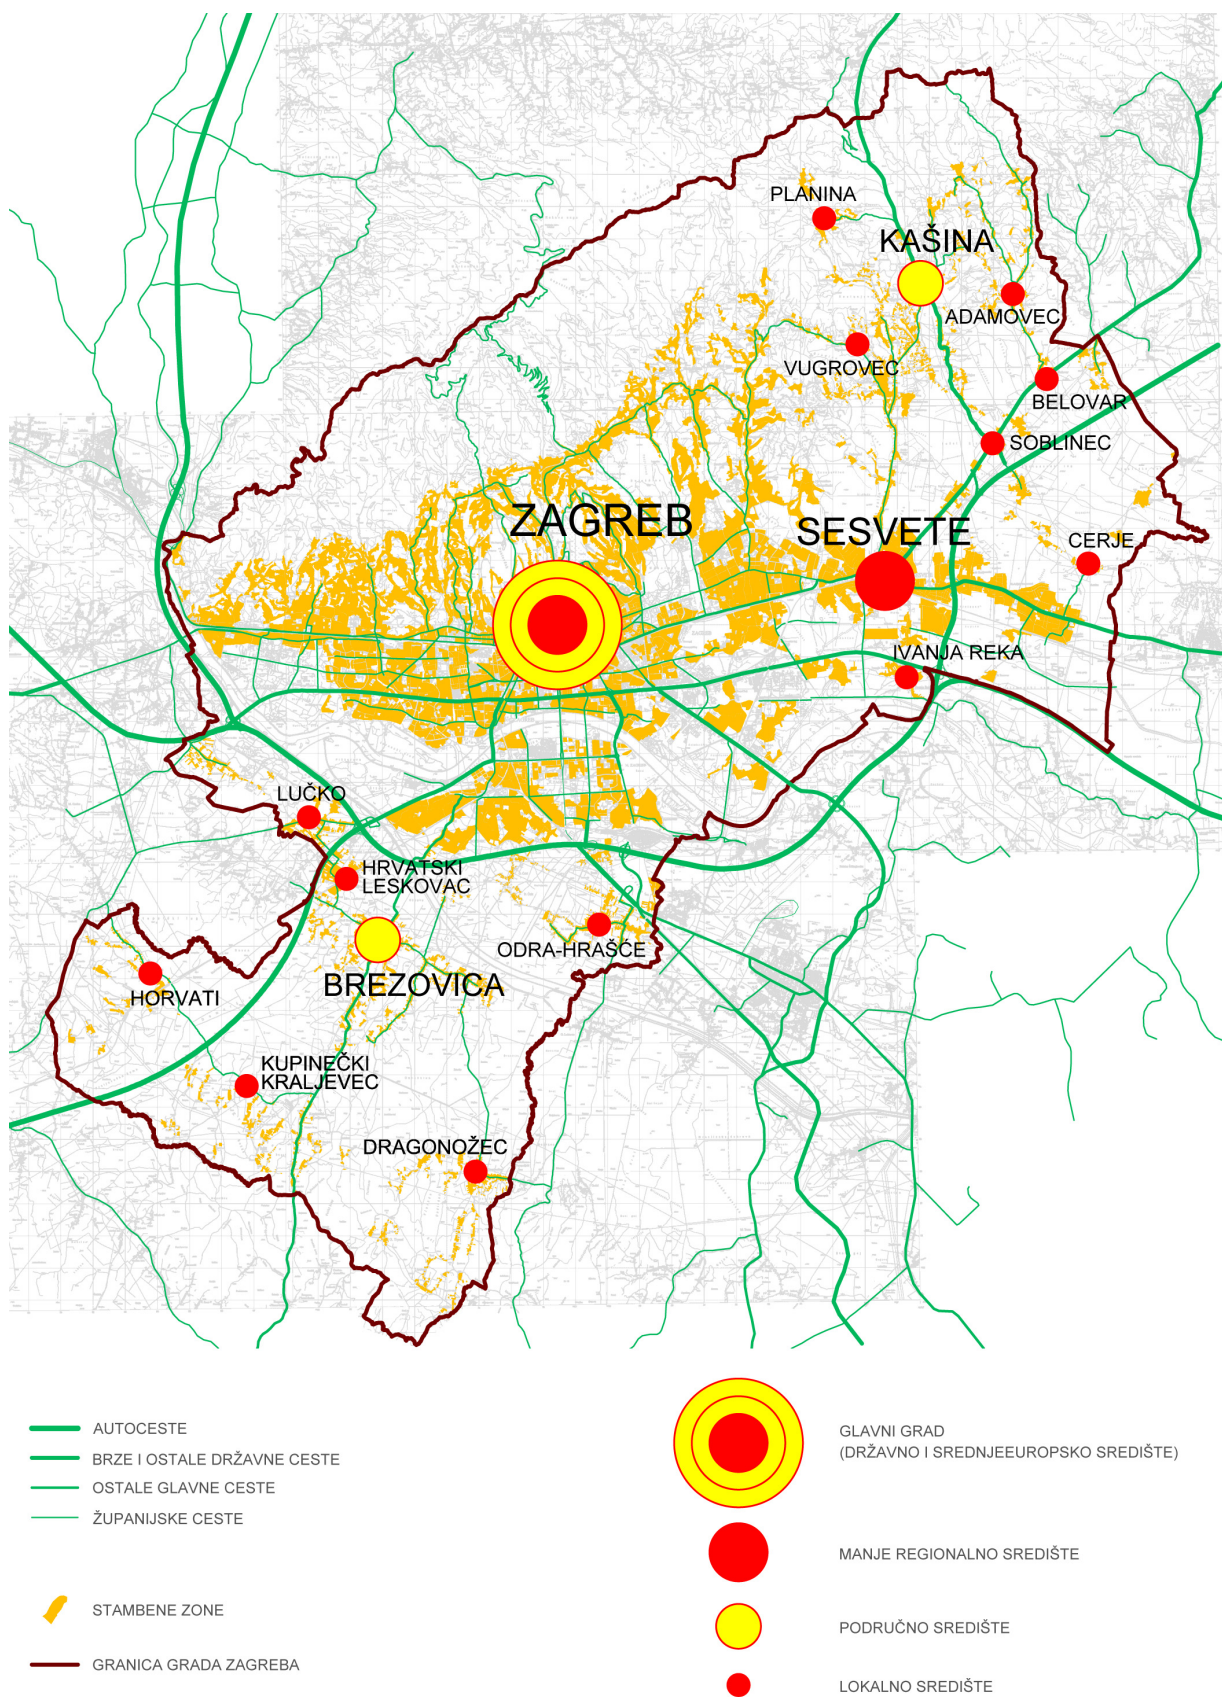 PLANINA
KAŠINA
ADAMOVEC
VUGROVEC
BELOVAR
SOBLINEC
ZAGREB
SESVETE
CERJE
IVANJA REKA
LUČKO
HRVATSKI
LESKOVAC
ODRA-HRAŠĆE
BREZOVICA
HORVATI
KUPINEČKI
KRALJEVEC
DRAGONOŽEC
AUTOCESTE
BRZE I OSTALE DRŽAVNE CESTE
OSTALE GLAVNE CESTE
ŽUPANIJSKE CESTE
STAMBENE ZONE
GRANICA GRADA ZAGREBA
GLAVNI GRAD
(DRŽAVNO I SREDNJEEUROPSKO SREDIŠTE)
MANJE REGIONALNO SREDIŠTE
PODRUČNO SREDIŠTE
LOKALNO SREDIŠTE